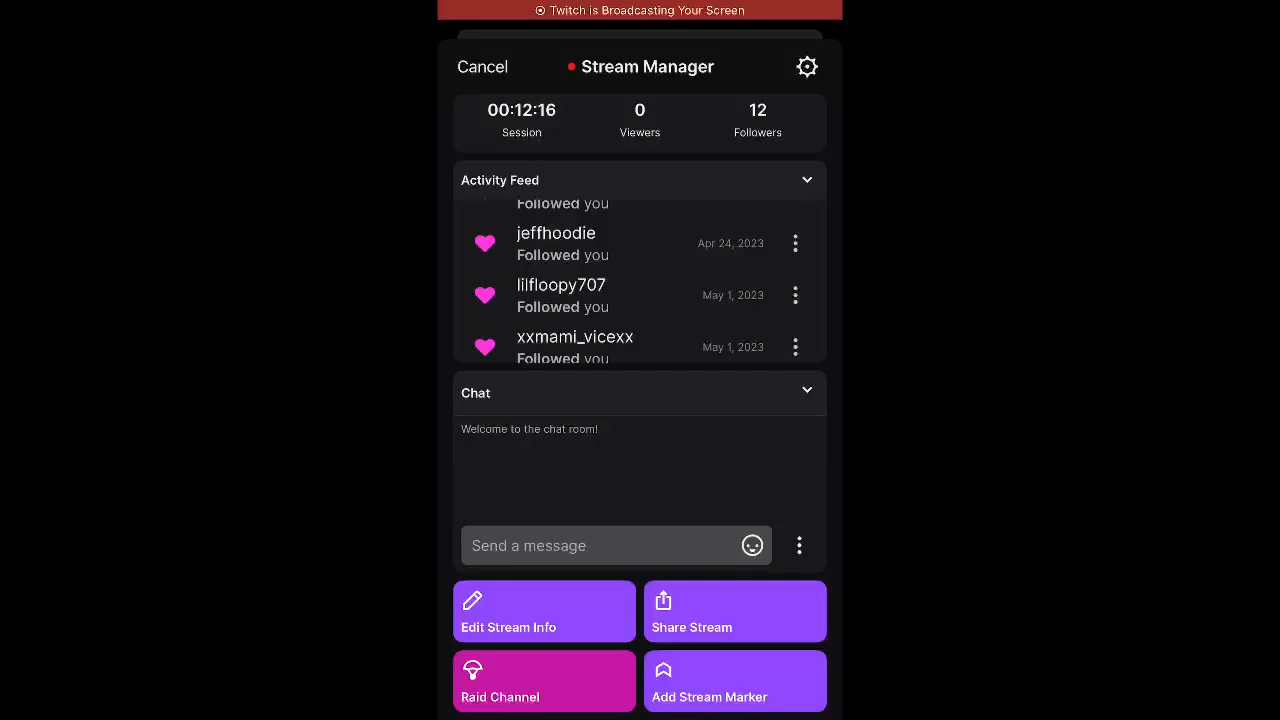 Twitch is Broadcasting Your Screen
Cancel
Stream Manager
00:12:16
0
12
Session
Viewers
Followers
Activity Feed
Followed you
jeffhoodie
Apr 24, 2023
Followed you
lilfloopy707
May 1, 2023
Followed you
xxmami_vicexx
May 1, 2023
Followed you
Chat
Welcome to the chat room!
Send a message
Edit Stream Info
Share Stream
Raid Channel
Add Stream Marker